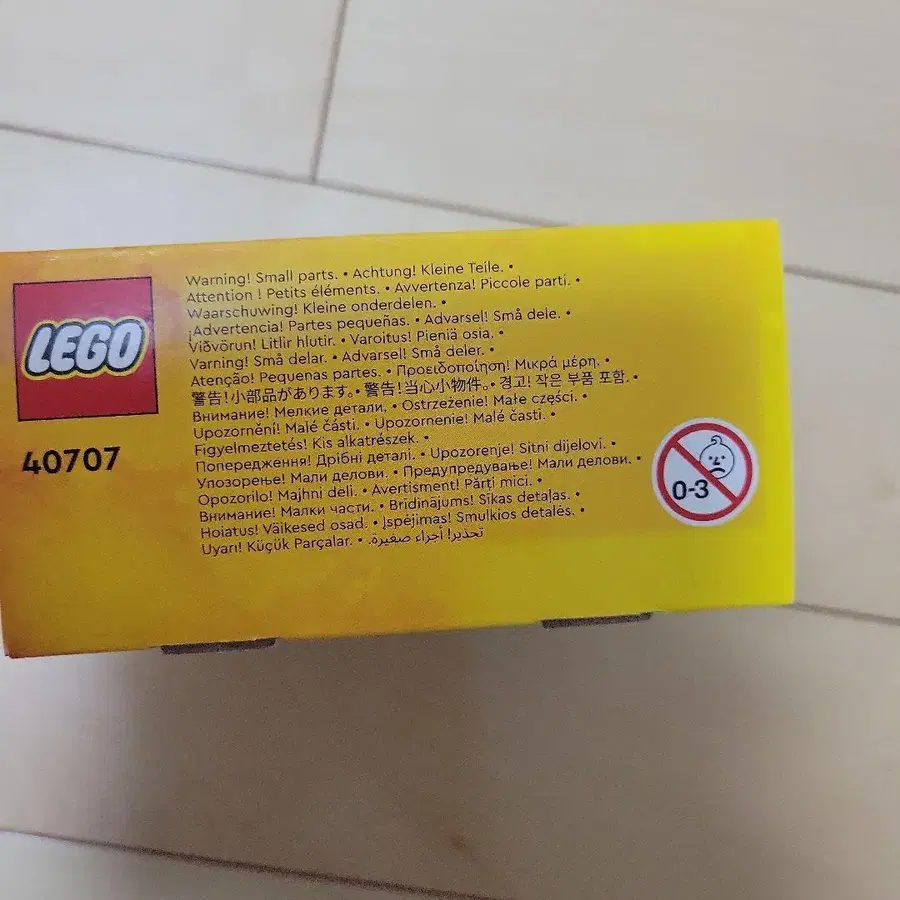 LEGO
40707
Warning! Small parts. • Achtung! Kleine Teile. •
Attention ! Petits éléments. • Avvertenza! Piccole parti. •
Waarschuwing! Kleine onderdelen. •
¡Advertencia! Partes pequeñas. • Advarsel! Små dele. •
Viðvörun! Litlir hlutir. • Varoitus! Pieniä osia. •
Varning! Små delar. • Advarsel! Små deler. •
Atenção! Pequenas partes. • Προειδοποίηση! Μικρά μέρη. •
警告!小部品があります。• 警告!当心小物件。• 경고! 작은 부품 포함. •
Внимание! Мелкие детали. • Ostrzeżenie! Małe części. •
Upozornění! Malé části. • Upozornenie! Malé časti. •
Figyelmeztetés! Kis alkatrészek. •
Попередження! Дрібні деталі. • Upozorenje! Sitni dijelovi. •
Упозорење! Мали делови. • Предупредување! Мали делови. •
Opozorilo! Majhni deli. • Avertisment! Părți mici. •
Внимание! Малки части. • Brīdinājums! Sīkas detaļas. •
Hoiatus! Väikesed osad. • Įspėjimas! Smulkios detalės. •
Uyarı! Küçük Parçalar. • تحذير! أجزاء صغيرة.
0-3